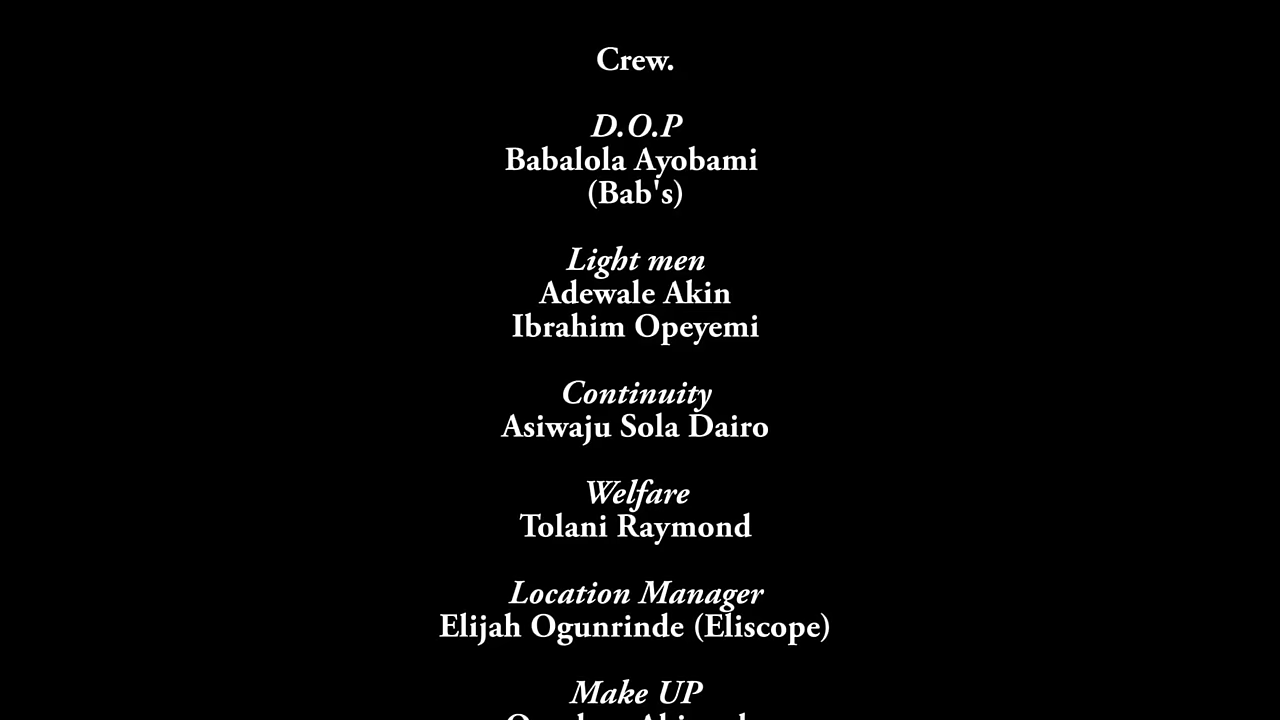 Crew.
D.O.P
Babalola Ayobami
(Bab's)
Light men
Adewale Akin
Ibrahim Opeyemi
Continuity
Asiwaju Sola Dairo
Welfare
Tolani Raymond
Location Manager
Elijah Ogunrinde (Eliscope)
Make UP